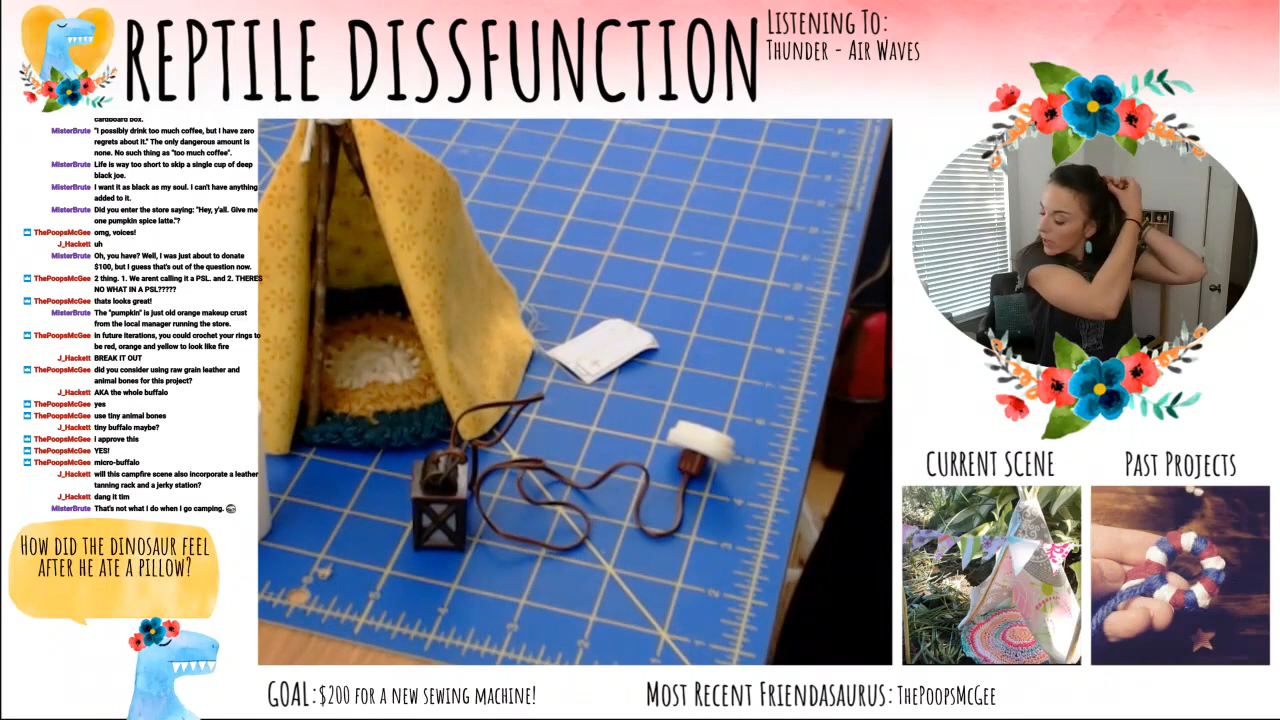 REPTILE DISSFUNCTION
LISTENING TO:
THUNDER - AIR WAVES
cardboard box.
MisterBrute "I possibly drink too much coffee, but I have zero
regrets about it." The only dangerous amount is
none. No such thing as "too much coffee".
MisterBrute Life is way too short to skip a single cup of deep
black joe.
MisterBrute I want it as black as my soul. I can't have anything
added to it.
MisterBrute Did you enter the store saying: "Hey, y'all. Give me
one pumpkin spice latte."?
ThePoopsMcGee omg, voices!
J_Hackett uh
MisterBrute Oh, you have? Well, I was just about to donate
$100, but I guess that's out of the question now.
ThePoopsMcGee 2 thing. 1. We arent calling it a PSL. and 2. THERES
NO WHAT IN A PSL?????
ThePoopsMcGee thats looks great!
MisterBrute The "pumpkin" is just old orange makeup crust
from the local manager running the store.
ThePoopsMcGee in future iterations, you could crochet your rings to
be red, orange and yellow to look like fire
J_Hackett BREAK IT OUT
ThePoopsMcGee did you consider using raw grain leather and
animal bones for this project?
J_Hackett AKA the whole buffalo
ThePoopsMcGee yes
ThePoopsMcGee use tiny animal bones
J_Hackett tiny buffalo maybe?
ThePoopsMcGee i approve this
ThePoopsMcGee YES!
ThePoopsMcGee micro-buffalo
J_Hackett will this campfire scene also incorporate a leather
tanning rack and a jerky station?
J_Hackett dang it tim
MisterBrute That's not what I do when I go camping.
HOW DID THE DINOSAUR FEEL
AFTER HE ATE A PILLOW?
CURRENT SCENE
PAST PROJECTS
GOAL: $200 FOR A NEW SEWING MACHINE!
MOST RECENT FRIENDASAURUS: THEPOOPSMCGEE